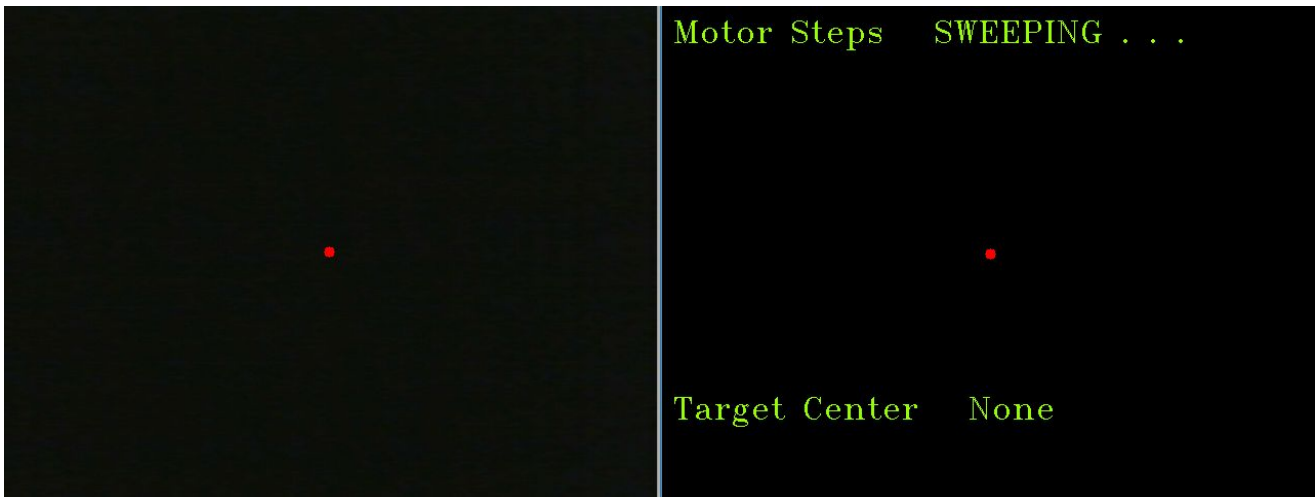 Motor Steps SWEEPING . . .
Target Center None